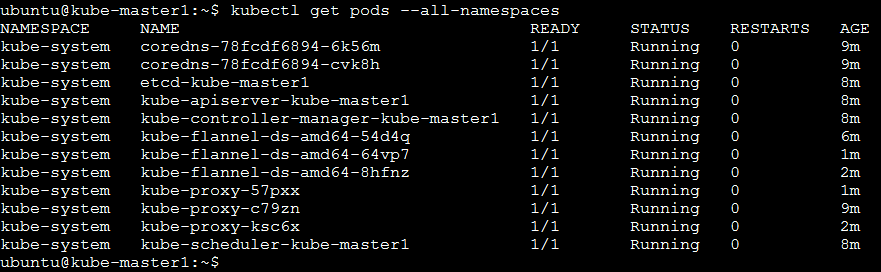 ubuntu@kube-master1:~$ kubectl get pods --all-namespaces
NAMESPACE NAME READY STATUS RESTARTS AGE
kube-system coredns-78fcdf6894-6k56m 1/1 Running 0 9m
kube-system coredns-78fcdf6894-cvk8h 1/1 Running 0 9m
kube-system etcd-kube-master1 1/1 Running 0 8m
kube-system kube-apiserver-kube-master1 1/1 Running 0 8m
kube-system kube-controller-manager-kube-master1 1/1 Running 0 8m
kube-system kube-flannel-ds-amd64-54d4q 1/1 Running 0 6m
kube-system kube-flannel-ds-amd64-64vp7 1/1 Running 0 1m
kube-system kube-flannel-ds-amd64-8hfnz 1/1 Running 0 2m
kube-system kube-proxy-57pxx 1/1 Running 0 1m
kube-system kube-proxy-c79zn 1/1 Running 0 9m
kube-system kube-proxy-ksc6x 1/1 Running 0 2m
kube-system kube-scheduler-kube-master1 1/1 Running 0 8m
ubuntu@kube-master1:~$